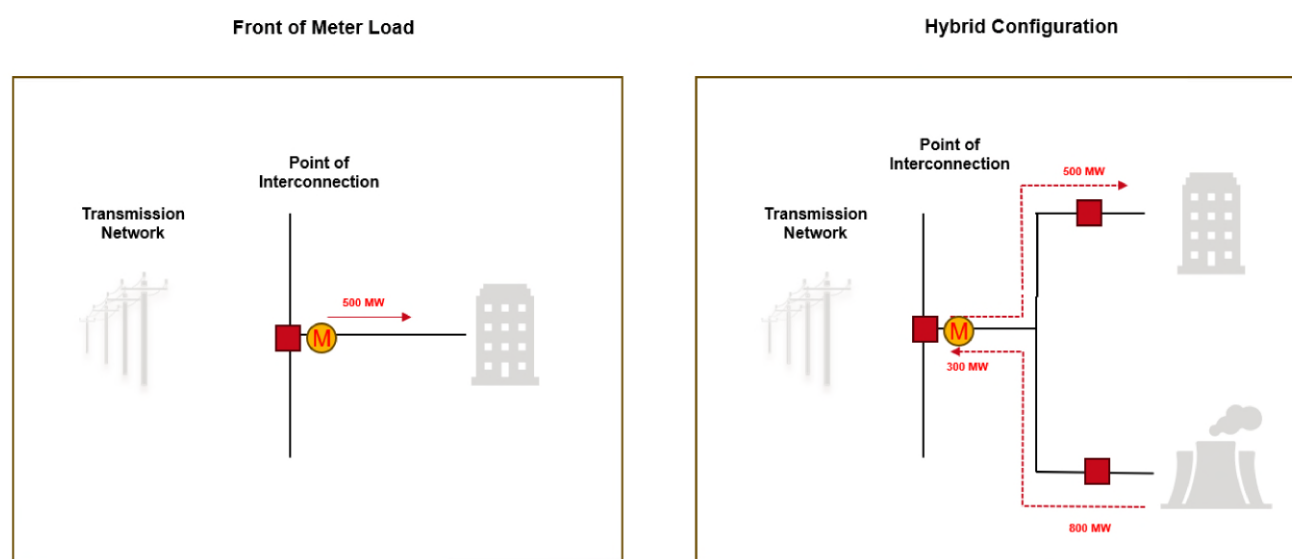 Front of Meter Load
Point of
Interconnection
Transmission
Network
500 MW
M
Hybrid Configuration
Point of
Interconnection
500 MW
Transmission
Network
M
300 MW
800 MW